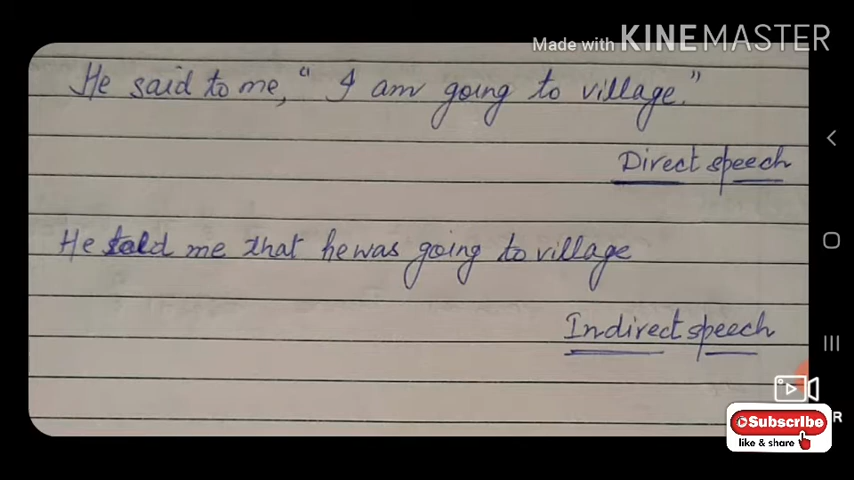 Made with KINEMASTER
He said to me, " I am going to village."
Direct speech
He told me that he was going to village
Indirect speech
R
Subscribe
like & share